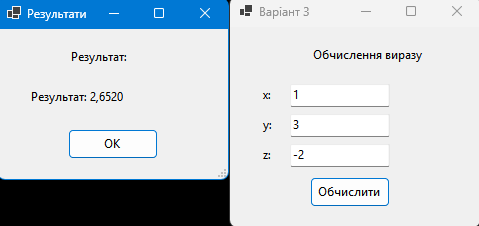 Результати
Результат:
Результат: 2,6520
OK
Варіант 3
Обчислення виразу
x: 1
y: 3
z: -2
Обчислити